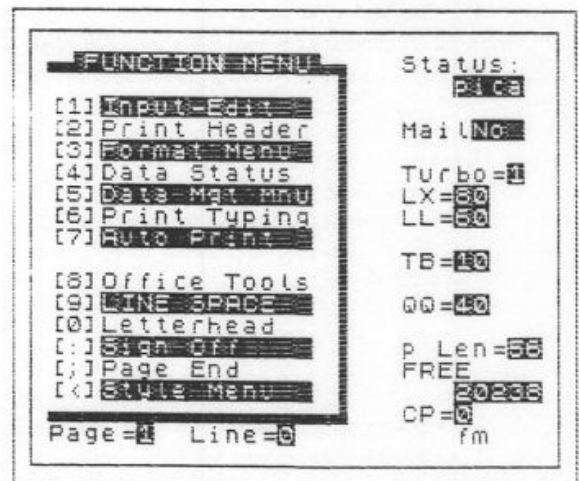 FUNCTION MENU
[1] Input-Edit
[2] Print Header
[3] Format Menu
[4] Data Status
[5] Data Mgt Mnu
[6] Print Typing
[7] Auto Print
[8] Office Tools
[9] LINE SPACE
[0] Letterhead
[:] Sign Off
[;] Page End
[<] Style Menu
Page=1 Line=0
Status:
pica
Mail No
Turbo=1
LX=80
LL=60
TB=10
QQ=40
p Len=56
FREE
20238
CP=0
fm